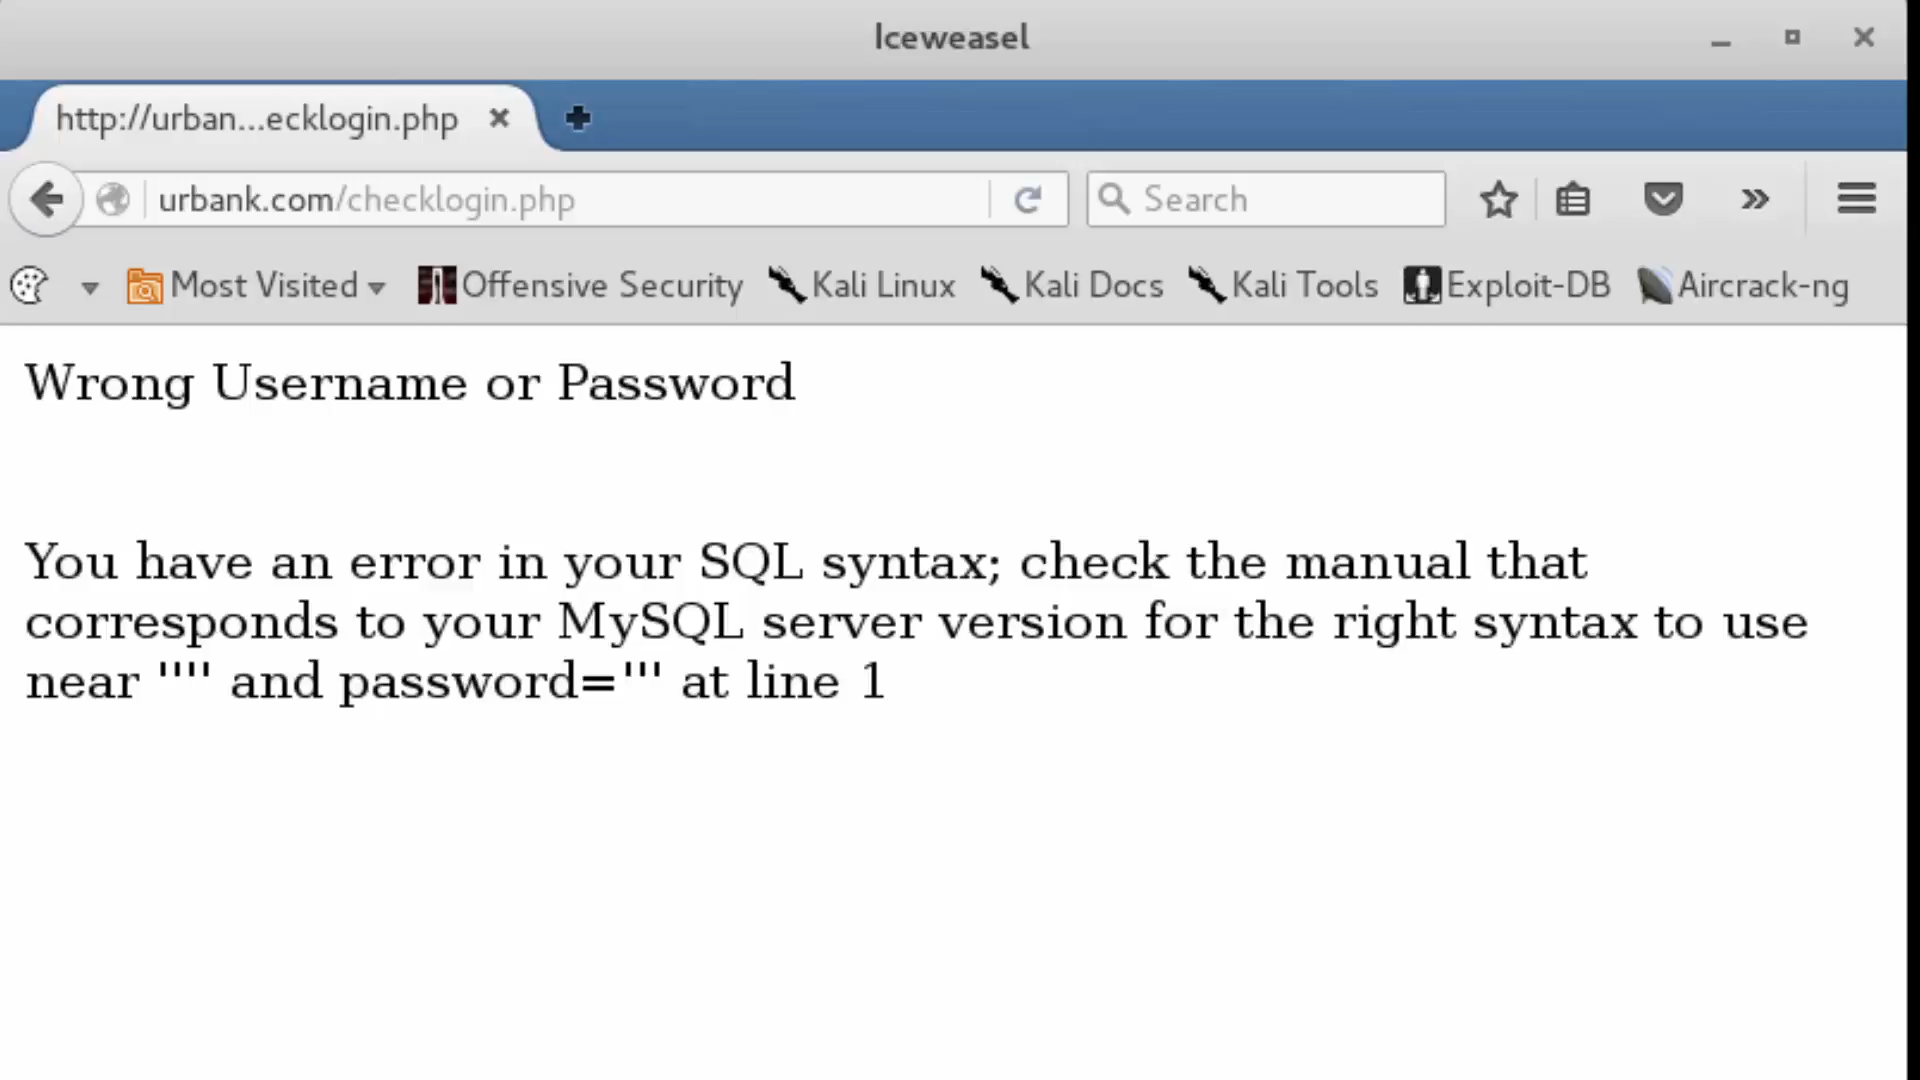 Iceweasel
http://urban...ecklogin.php
urbank.com/checklogin.php
Search
Most Visited
Offensive Security
Kali Linux
Kali Docs
Kali Tools
Exploit-DB
Aircrack-ng
Wrong Username or Password
You have an error in your SQL syntax; check the manual that
corresponds to your MySQL server version for the right syntax to use
near '''' and password=''' at line 1